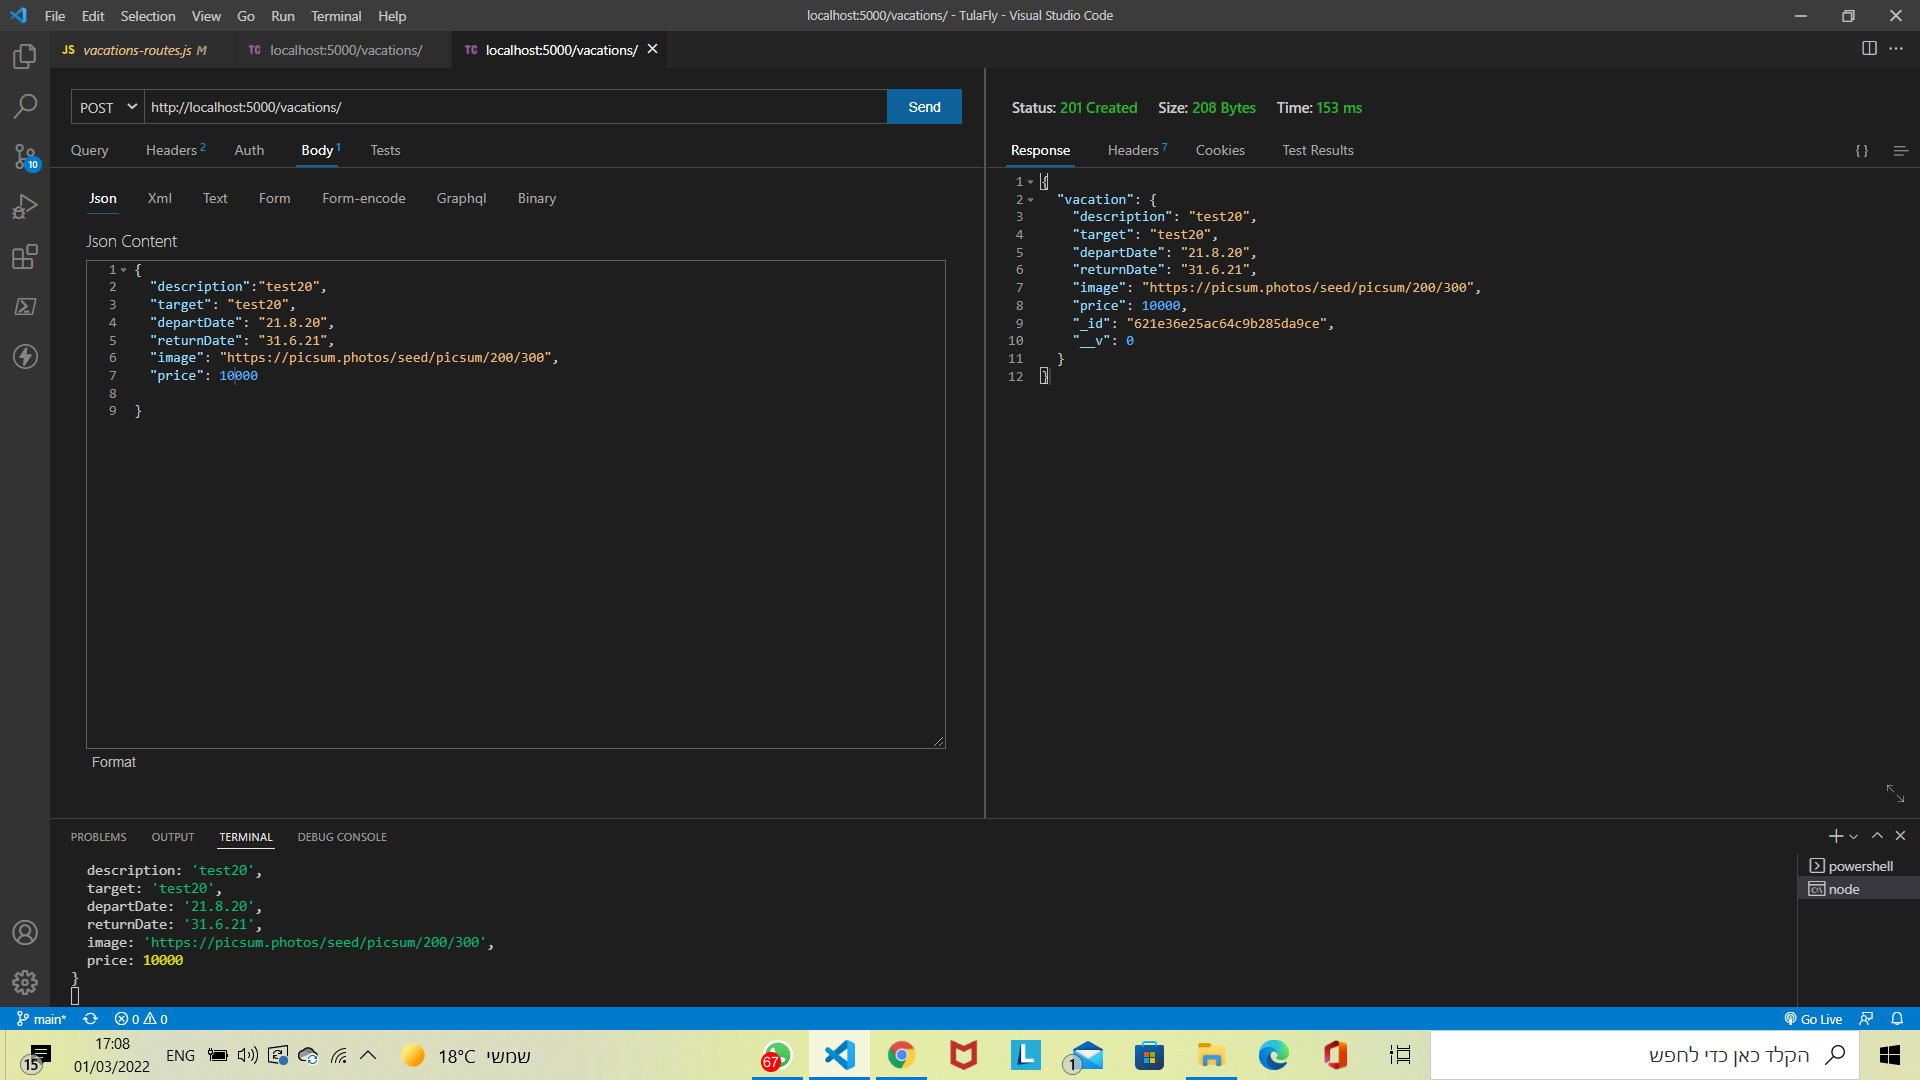 File Edit Selection View Go Run Terminal Help
localhost:5000/vacations/ - TulaFly - Visual Studio Code
JS vacations-routes.js M
TC localhost:5000/vacations/
TC localhost:5000/vacations/
POST
http://localhost:5000/vacations/
Send
Query Headers 2 Auth Body 1 Tests
Json Xml Text Form Form-encode Graphql Binary
Json Content
1 {
2 "description":"test20",
3 "target": "test20",
4 "departDate": "21.8.20",
5 "returnDate": "31.6.21",
6 "image": "https://picsum.photos/seed/picsum/200/300",
7 "price": 10000
8
9 }
Format
Status: 201 Created Size: 208 Bytes Time: 153 ms
Response Headers 7 Cookies Test Results
{ }
1 {
2 "vacation": {
3 "description": "test20",
4 "target": "test20",
5 "departDate": "21.8.20",
6 "returnDate": "31.6.21",
7 "image": "https://picsum.photos/seed/picsum/200/300",
8 "price": 10000,
9 "_id": "621e36e25ac64c9b285da9ce",
10 "__v": 0
11 }
12 }
10
PROBLEMS OUTPUT TERMINAL DEBUG CONSOLE
description: 'test20',
target: 'test20',
departDate: '21.8.20',
returnDate: '31.6.21',
image: 'https://picsum.photos/seed/picsum/200/300',
price: 10000
}
powershell
node
main* 0 0
Go Live
15
17:08
01/03/2022
ENG
18°C שמשי
67
L
1
הקלד כאן כדי לחפש